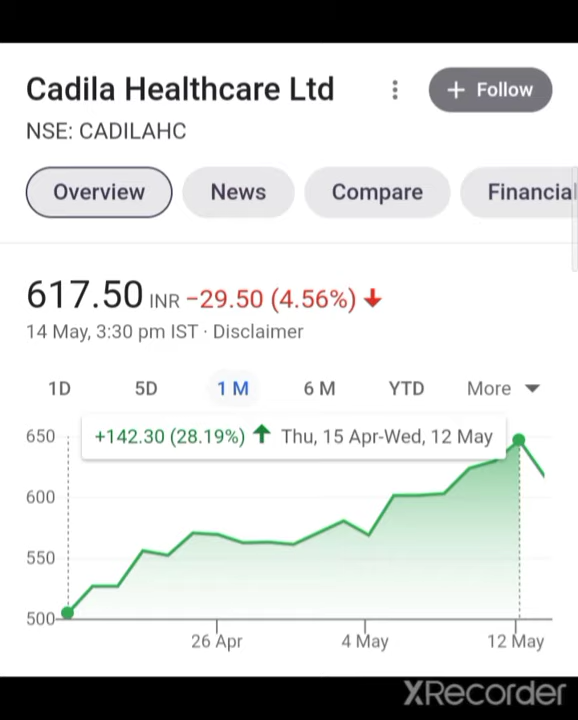 Cadila Healthcare Ltd
+ Follow
NSE: CADILAHC
Overview News Compare Financial
617.50 INR −29.50 (4.56%)
14 May, 3:30 pm IST · Disclaimer
1D 5D 1 M 6 M YTD More
+142.30 (28.19%) Thu, 15 Apr-Wed, 12 May
650
600
550
500
26 Apr 4 May 12 May
XRecorder